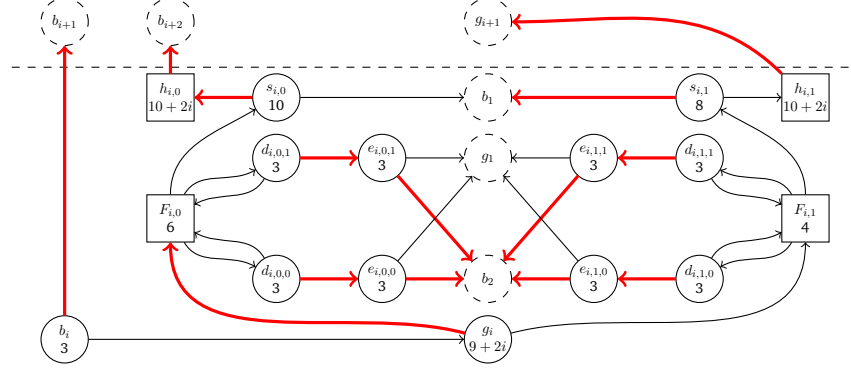 b_{i+1}
b_{i+2}
g_{i+1}
h_{i,0}
10 + 2i
s_{i,0}
10
b_1
s_{i,1}
8
h_{i,1}
10 + 2i
d_{i,0,1}
3
e_{i,0,1}
3
g_1
e_{i,1,1}
3
d_{i,1,1}
3
F_{i,0}
6
F_{i,1}
4
d_{i,0,0}
3
e_{i,0,0}
3
b_2
e_{i,1,0}
3
d_{i,1,0}
3
b_i
3
g_i
9 + 2i